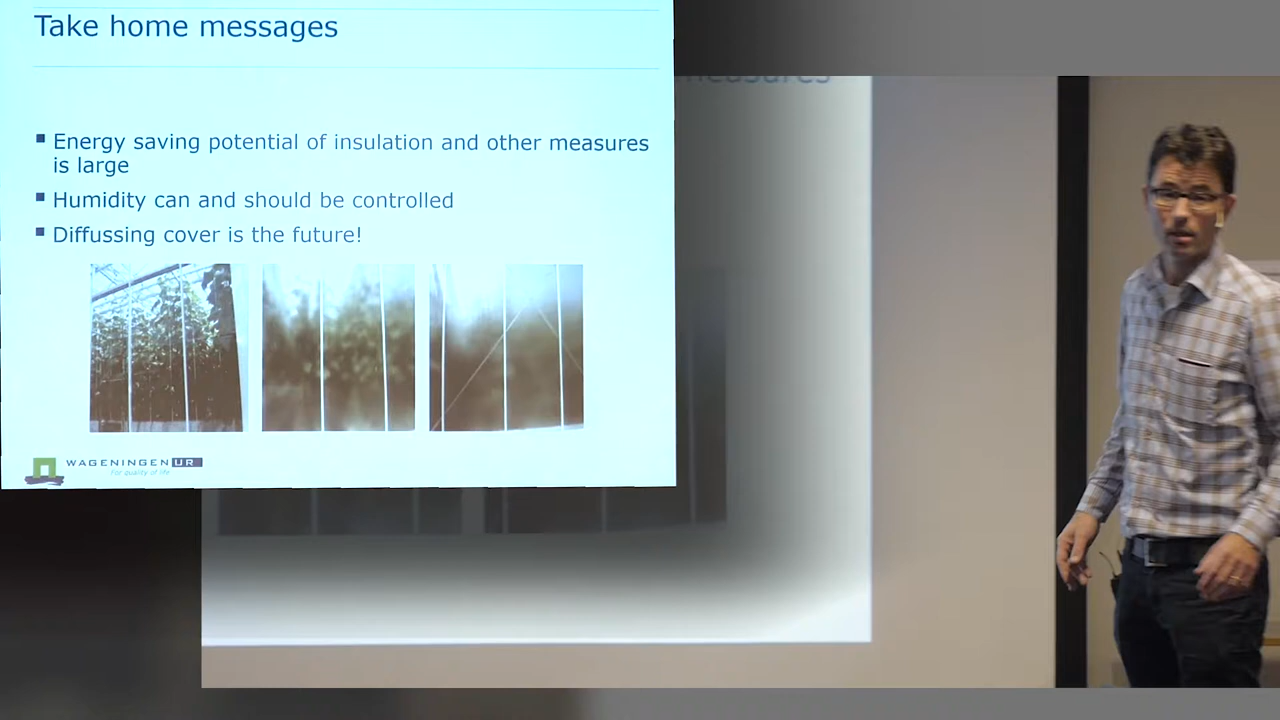 Take home messages
Energy saving potential of insulation and other measures
is large
Humidity can and should be controlled
Diffussing cover is the future!
WAGENINGEN UR
For quality of life
measures